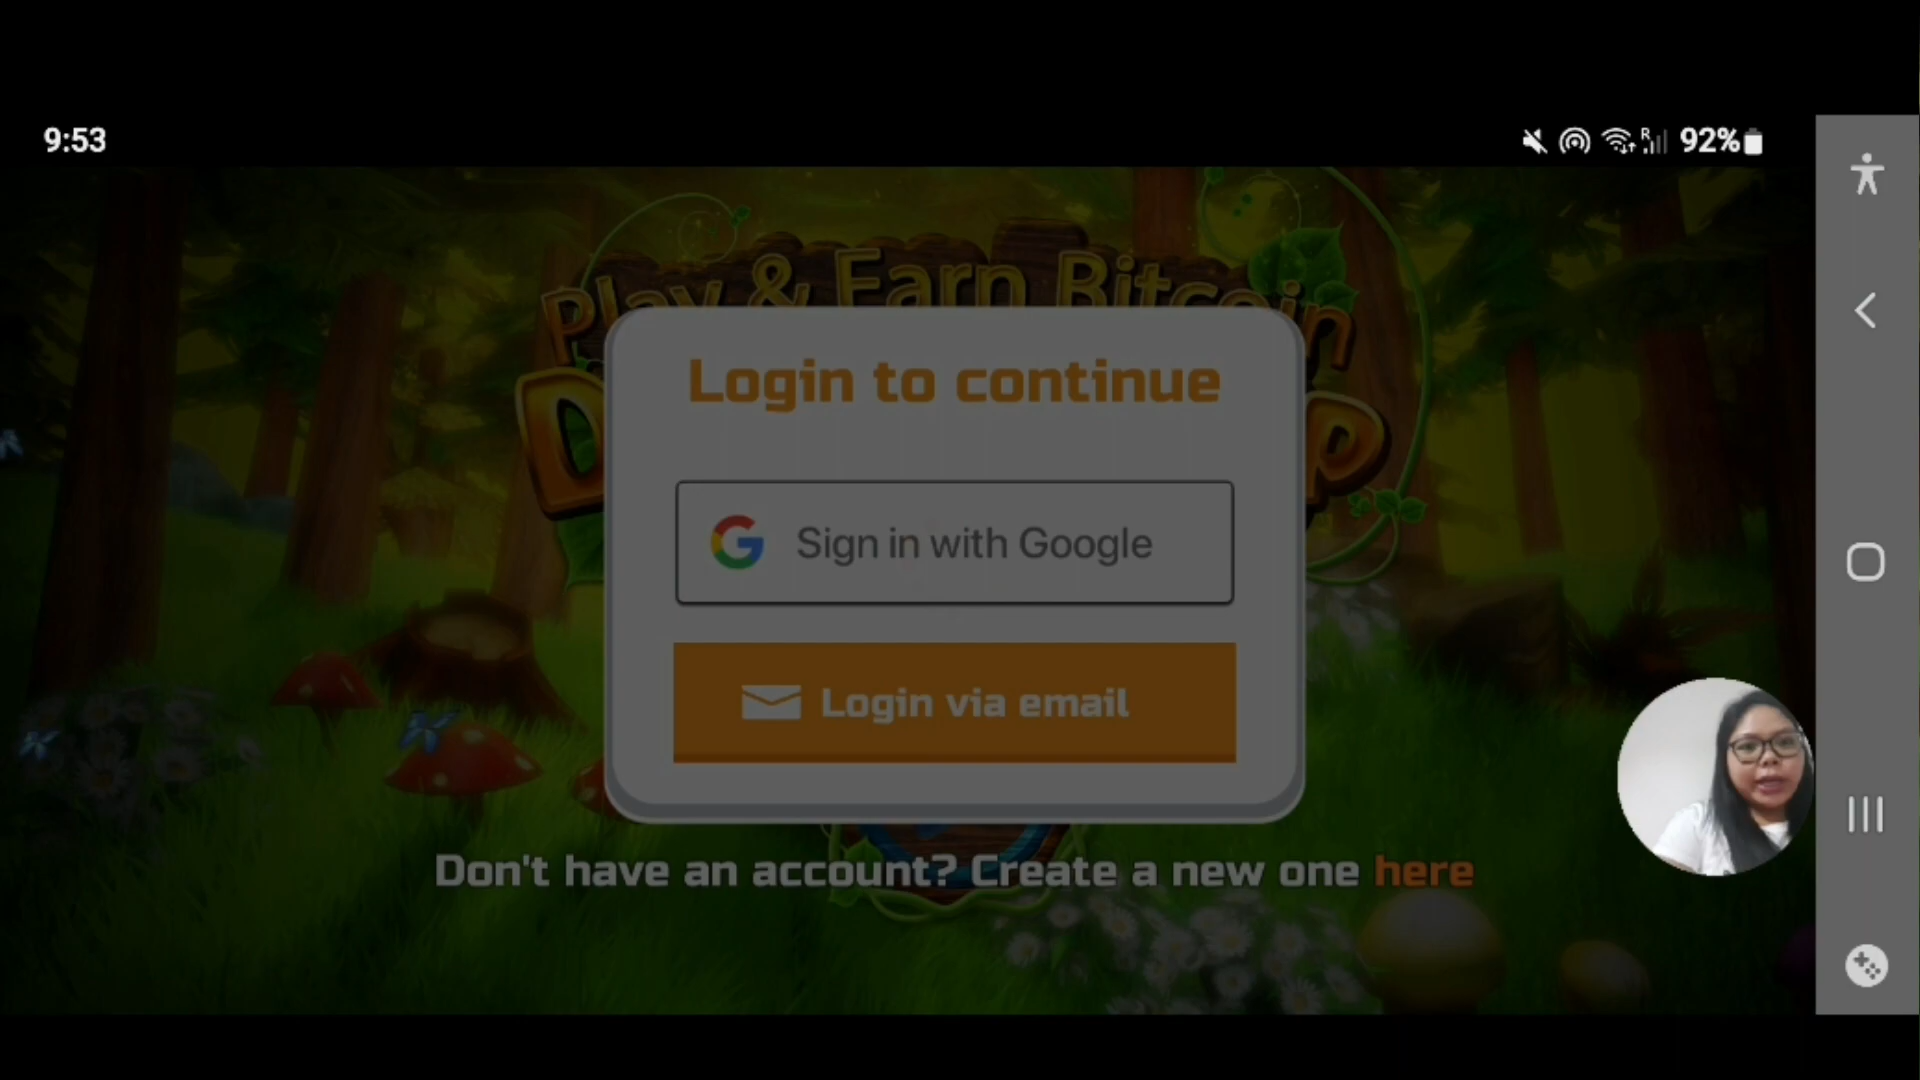 9:53
R
92%
Play & Earn Bitcoin
Login to continue
Sign in with Google
Login via email
Don't have an account? Create a new one here